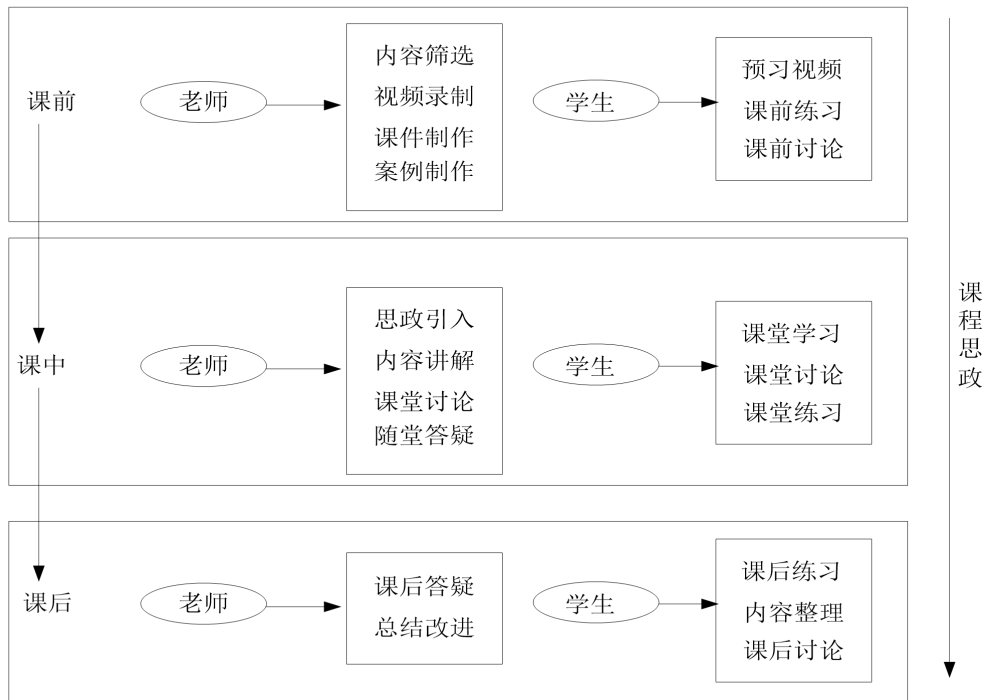 课前
老师
内容筛选
视频录制
课件制作
案例制作
学生
预习视频
课前练习
课前讨论
课中
老师
思政引入
内容讲解
课堂讨论
随堂答疑
学生
课堂学习
课堂讨论
课堂练习
课后
老师
课后答疑
总结改进
学生
课后练习
内容整理
课后讨论
课程思政